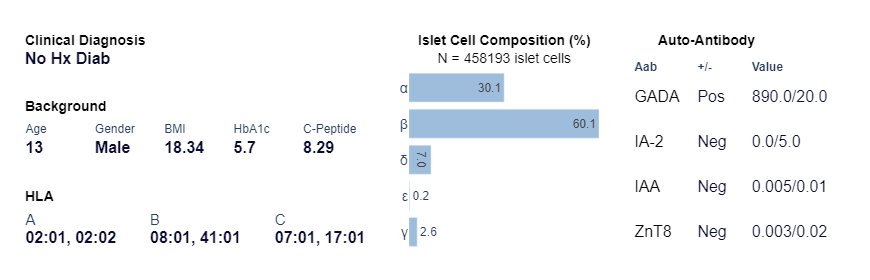 Clinical Diagnosis
No Hx Diab
Background
Age Gender BMI HbA1c C-Peptide
13 Male 18.34 5.7 8.29
HLA
A B C
02:01, 02:02 08:01, 41:01 07:01, 17:01
Islet Cell Composition (%)
N = 458193 islet cells
α 30.1
β 60.1
δ 7.0
ε 0.2
γ 2.6
Auto-Antibody
Aab +/- Value
GADA Pos 890.0/20.0
IA-2 Neg 0.0/5.0
IAA Neg 0.005/0.01
ZnT8 Neg 0.003/0.02